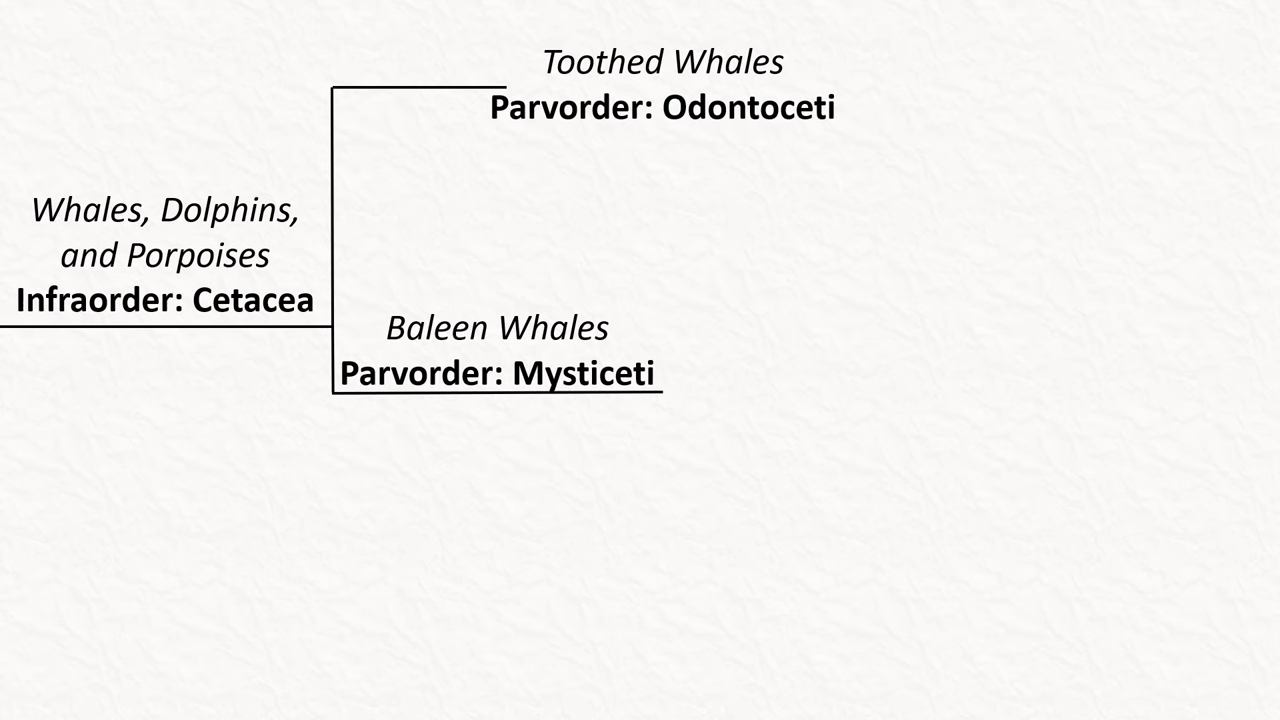 Toothed Whales
Parvorder: Odontoceti
Whales, Dolphins,
and Porpoises
Infraorder: Cetacea
Baleen Whales
Parvorder: Mysticeti